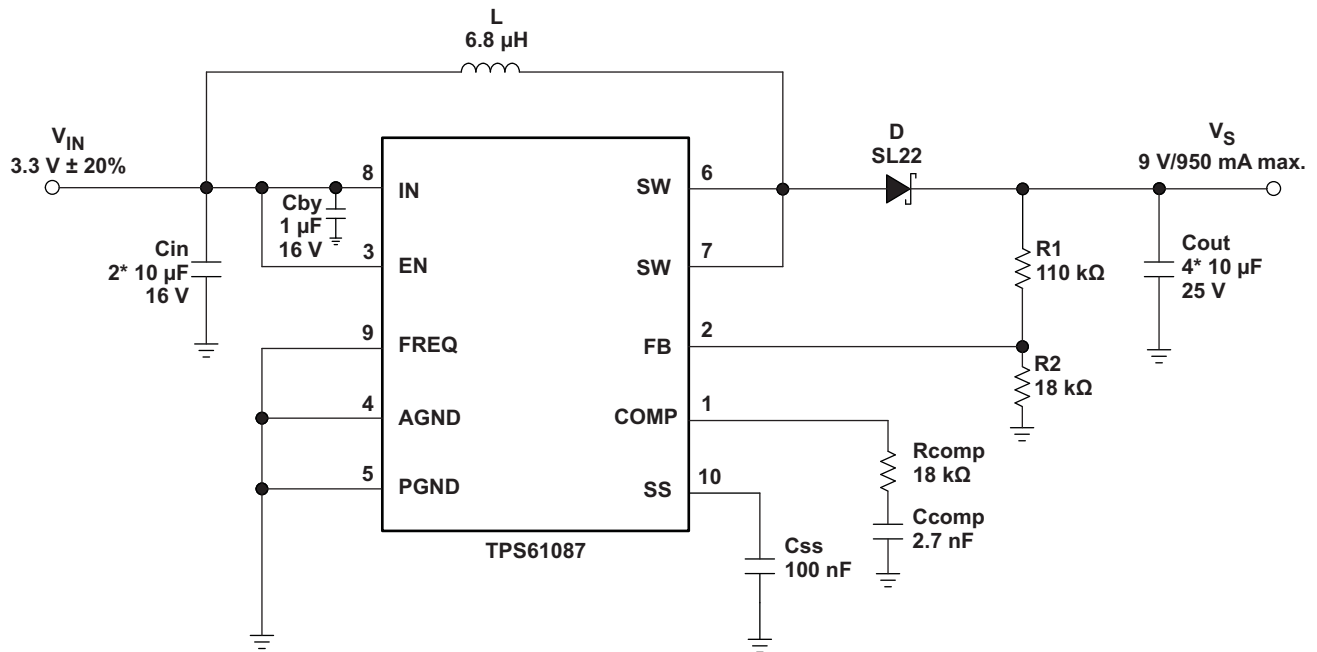 L
6.8 µH
V_IN
3.3 V ± 20%
D
SL22
V_S
9 V/950 mA max.
8
IN
SW
6
Cby
1 µF
16 V
Cin
2* 10 µF
16 V
3
EN
SW
7
R1
110 kΩ
Cout
4* 10 µF
25 V
9
FREQ
FB
2
R2
18 kΩ
4
AGND
COMP
1
Rcomp
18 kΩ
5
PGND
SS
10
Ccomp
2.7 nF
Css
100 nF
TPS61087